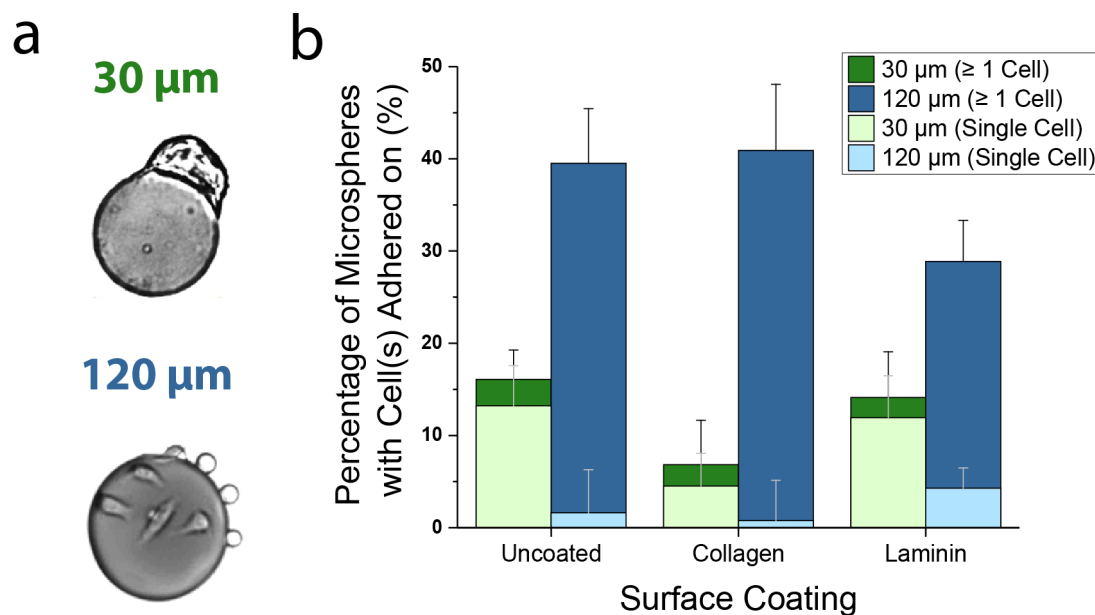 a
30 µm
120 µm
b
Percentage of Microspheres
with Cell(s) Adhered on (%)
50
40
30
20
10
0
30 µm (≥ 1 Cell)
120 µm (≥ 1 Cell)
30 µm (Single Cell)
120 µm (Single Cell)
Uncoated Collagen Laminin
Surface Coating